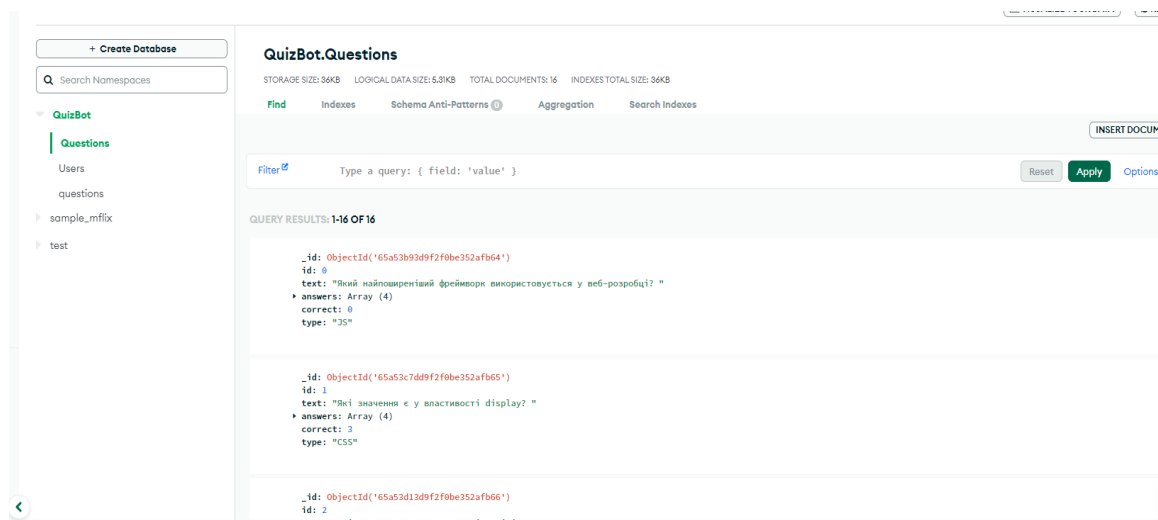 + Create Database
Search Namespaces
QuizBot
Questions
Users
questions
sample_mflix
test
QuizBot.Questions
STORAGE SIZE: 36KB LOGICAL DATA SIZE: 5.31KB TOTAL DOCUMENTS: 16 INDEXES TOTAL SIZE: 36KB
Find Indexes Schema Anti-Patterns 0 Aggregation Search Indexes
INSERT DOCUM
Filter Type a query: { field: 'value' } Reset Apply Options
QUERY RESULTS: 1-16 OF 16
_id: ObjectId('65a53b93d9f2f0be352afb64')
id: 0
text: "Який найпоширеніший фреймворк використовується у веб-розробці? "
answers: Array (4)
correct: 0
type: "JS"
_id: ObjectId('65a53c7dd9f2f0be352afb65')
id: 1
text: "Які значення є у властивості display? "
answers: Array (4)
correct: 3
type: "CSS"
_id: ObjectId('65a53d13d9f2f0be352afb66')
id: 2